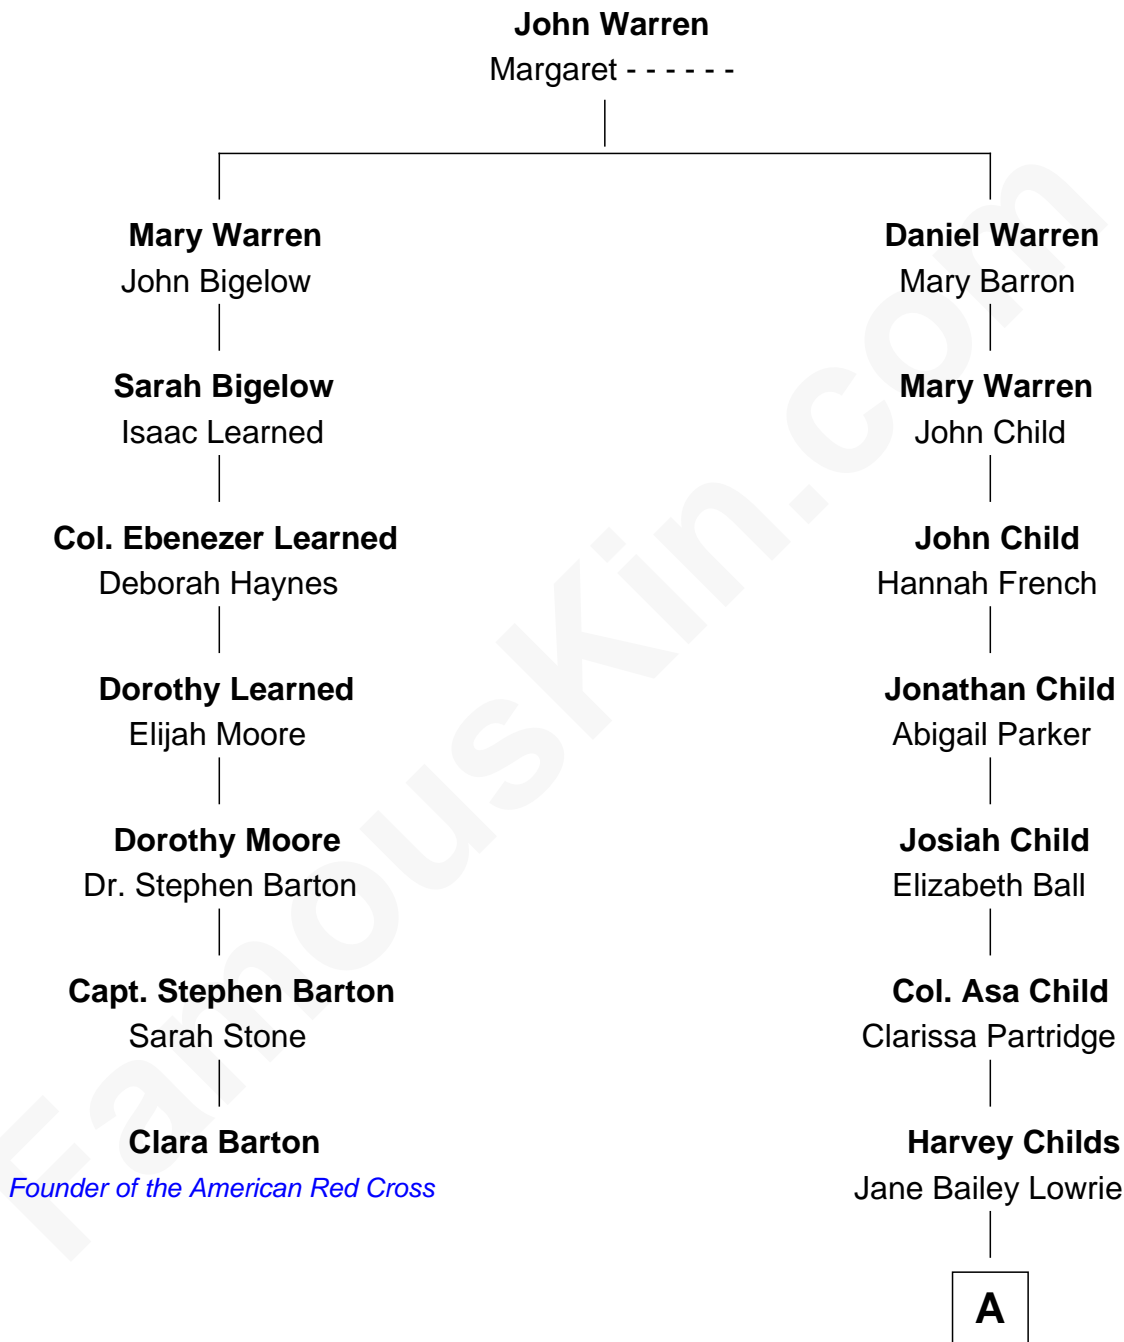 John Warren
Margaret - - - - - -
Mary Warren
John Bigelow
Sarah Bigelow
Isaac Learned
Col. Ebenezer Learned
Deborah Haynes
Dorothy Learned
Elijah Moore
Dorothy Moore
Dr. Stephen Barton
Capt. Stephen Barton
Sarah Stone
Clara Barton
Founder of the American Red Cross
Daniel Warren
Mary Barron
Mary Warren
John Child
John Child
Hannah French
Jonathan Child
Abigail Parker
Josiah Child
Elizabeth Ball
Col. Asa Child
Clarissa Partridge
Harvey Childs
Jane Bailey Lowrie
A
FamousKin.com